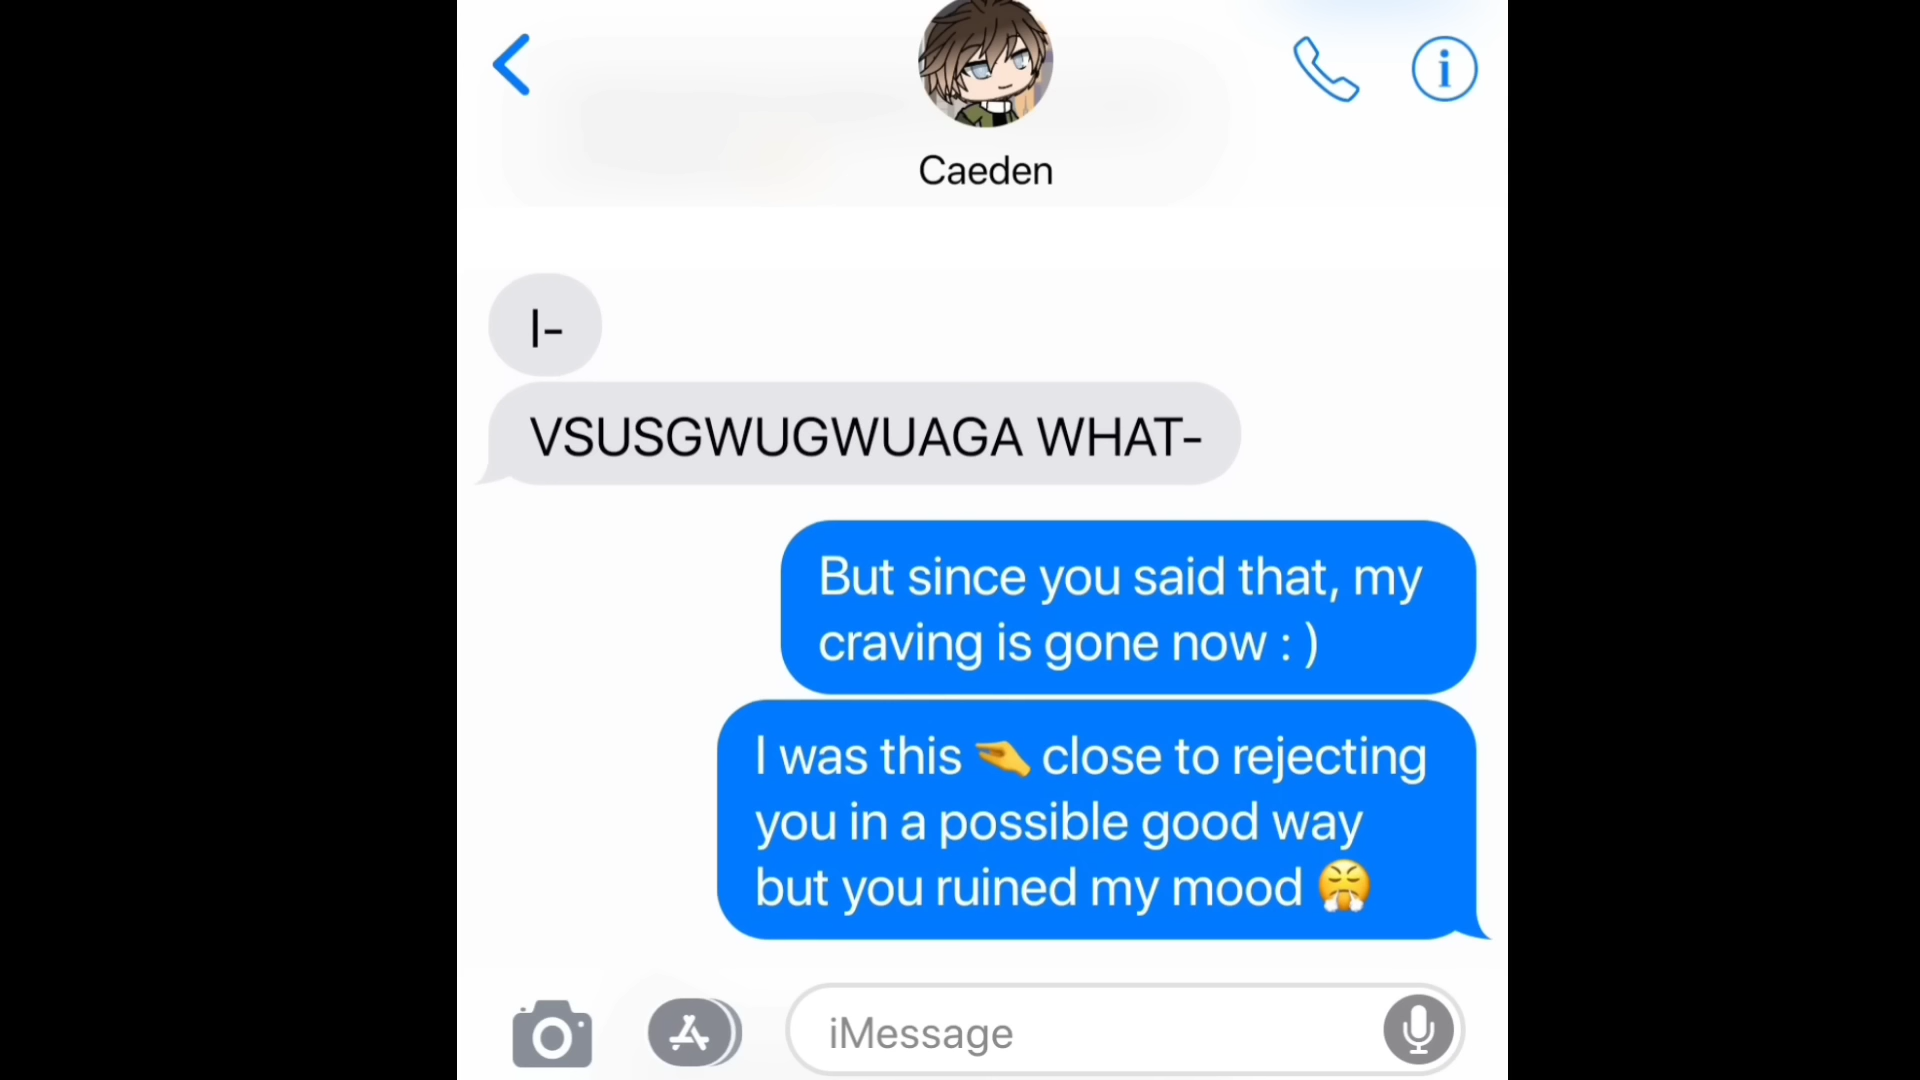 Caeden
I-
VSUSGWUGWUAGA WHAT-
But since you said that, my
craving is gone now : )
I was this 🤏 close to rejecting
you in a possible good way
but you ruined my mood 😤
iMessage